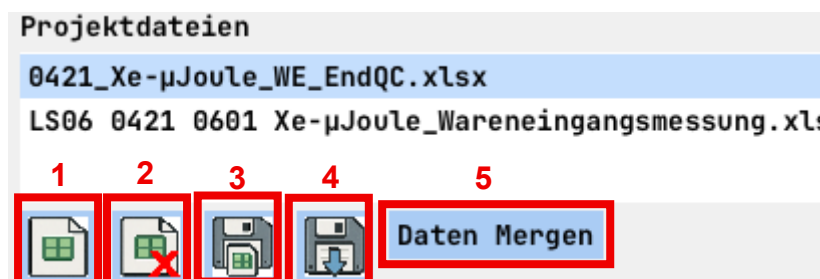 Projektdateien
0421_Xe-µJoule_WE_EndQC.xlsx
LS06 0421 0601 Xe-µJoule_Wareneingangsmessung.xls
1 2 3 4 5
Daten Mergen